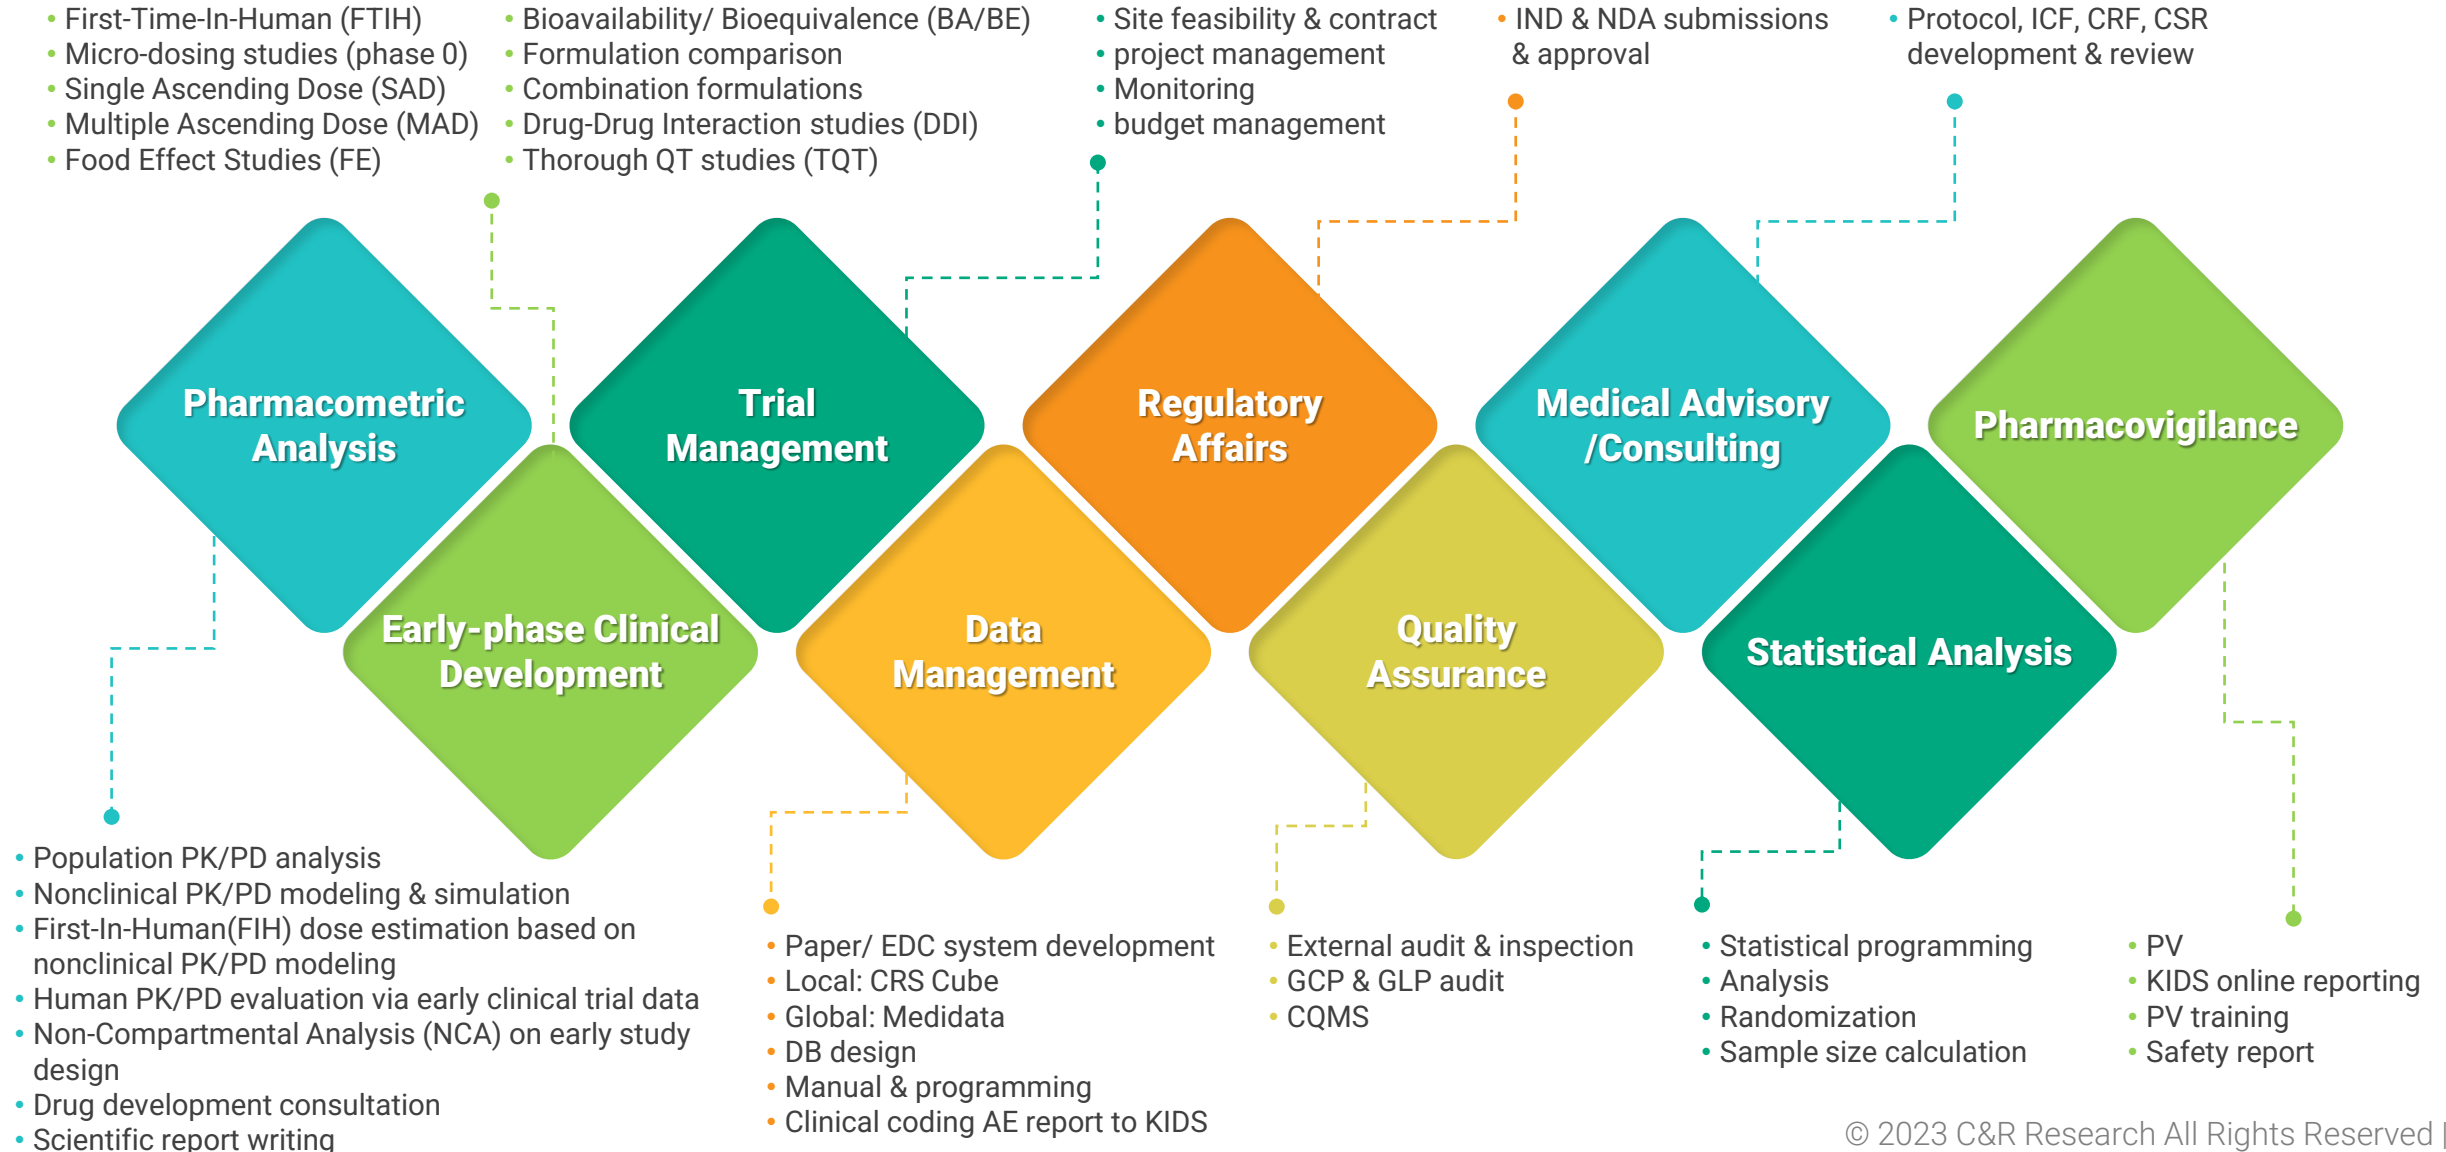 • First-Time-In-Human (FTIH)
• Micro-dosing studies (phase 0)
• Single Ascending Dose (SAD)
• Multiple Ascending Dose (MAD)
• Food Effect Studies (FE)
• Bioavailability/ Bioequivalence (BA/BE)
• Formulation comparison
• Combination formulations
• Drug-Drug Interaction studies (DDI)
• Thorough QT studies (TQT)
• Site feasibility & contract
• project management
• Monitoring
• budget management
• IND & NDA submissions
& approval
• Protocol, ICF, CRF, CSR
development & review
Pharmacometric
Analysis
Trial
Management
Regulatory
Affairs
Medical Advisory
/Consulting
Pharmacovigilance
Early-phase Clinical
Development
Data
Management
Quality
Assurance
Statistical Analysis
• Population PK/PD analysis
• Nonclinical PK/PD modeling & simulation
• First-In-Human(FIH) dose estimation based on
nonclinical PK/PD modeling
• Human PK/PD evaluation via early clinical trial data
• Non-Compartmental Analysis (NCA) on early study
design
• Drug development consultation
• Scientific report writing
• Paper/ EDC system development
• Local: CRS Cube
• Global: Medidata
• DB design
• Manual & programming
• Clinical coding AE report to KIDS
• External audit & inspection
• GCP & GLP audit
• CQMS
• Statistical programming
• Analysis
• Randomization
• Sample size calculation
• PV
• KIDS online reporting
• PV training
• Safety report
© 2023 C&R Research All Rights Reserved |